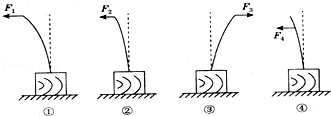 F₁ F₂ F₃ F₄
① ② ③ ④